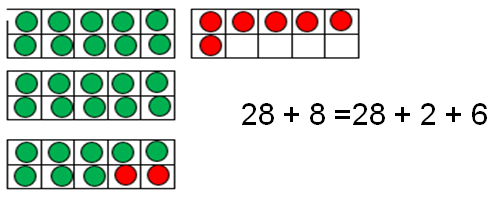 28 + 8 =28 + 2 + 6